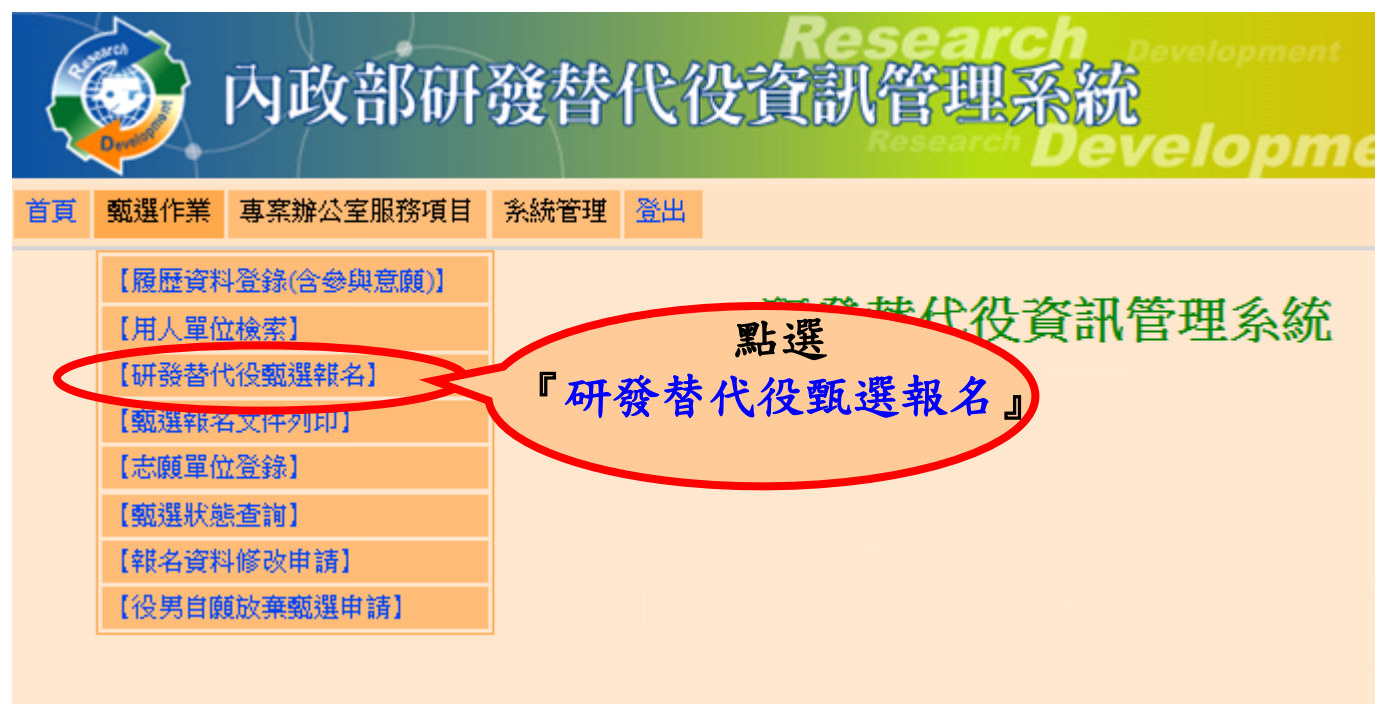 Research Development
內政部研發替代役資訊管理系統
Research Developme
Research
Development
首頁 甄選作業 專案辦公室服務項目 系統管理 登出
【履歷資料登錄(含參與意願)】
【用人單位檢索】
【研發替代役甄選報名】
【甄選報名文件列印】
【志願單位登錄】
【甄選狀態查詢】
【報名資料修改申請】
【役男自願放棄甄選申請】
替代役資訊管理系統
點選
『研發替代役甄選報名』